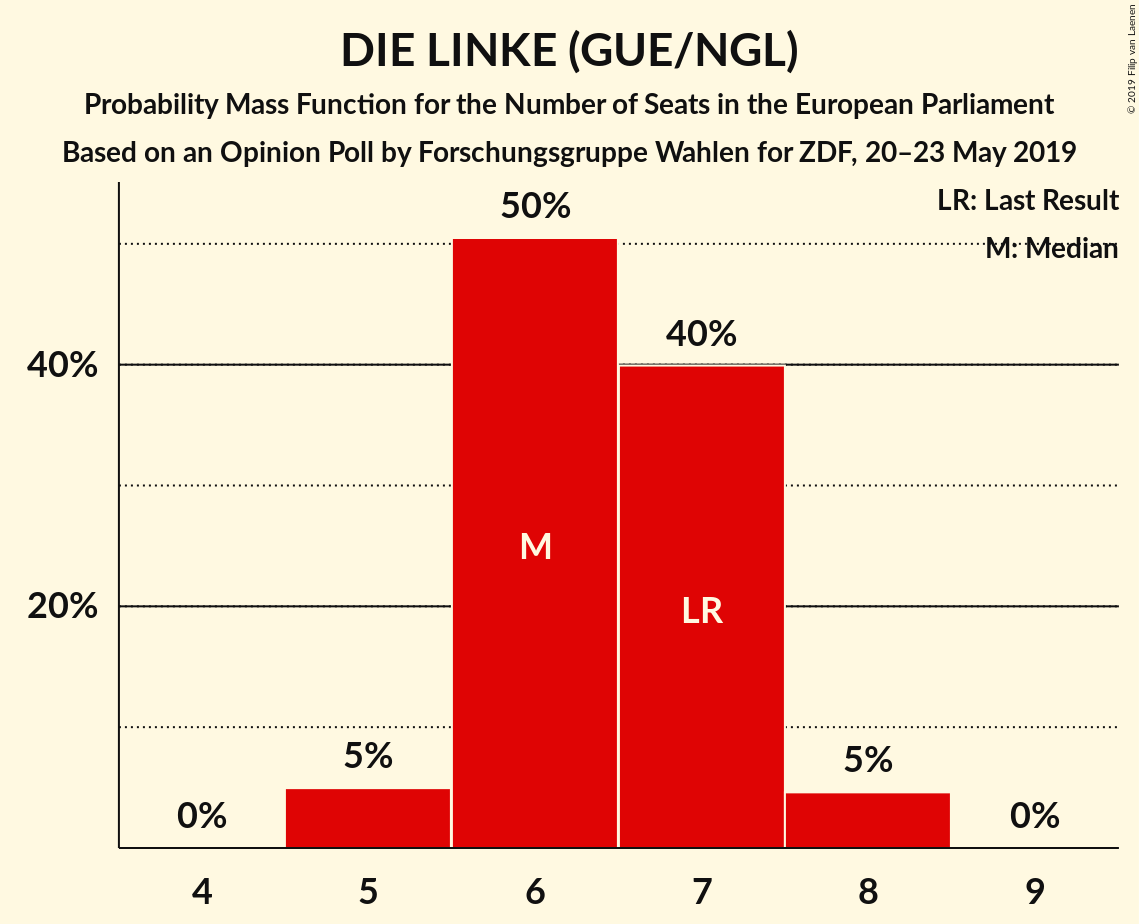 DIE LINKE (GUE/NGL)
Probability Mass Function for the Number of Seats in the European Parliament
Based on an Opinion Poll by Forschungsgruppe Wahlen for ZDF, 20–23 May 2019
© 2019 Filip van Laenen
LR: Last Result
M: Median
50%
40%
40%
M
LR
20%
5%
5%
0%
0%
4 5 6 7 8 9